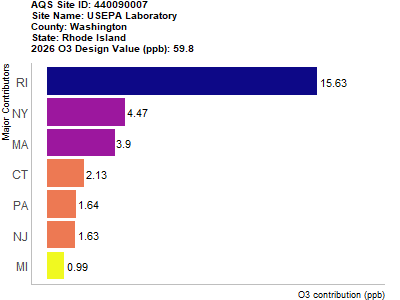 AQS Site ID: 440090007
Site Name: USEPA Laboratory
County: Washington
State: Rhode Island
2026 O3 Design Value (ppb): 59.8
Major Contributors
RI 15.63
NY 4.47
MA 3.9
CT 2.13
PA 1.64
NJ 1.63
MI 0.99
O3 contribution (ppb)